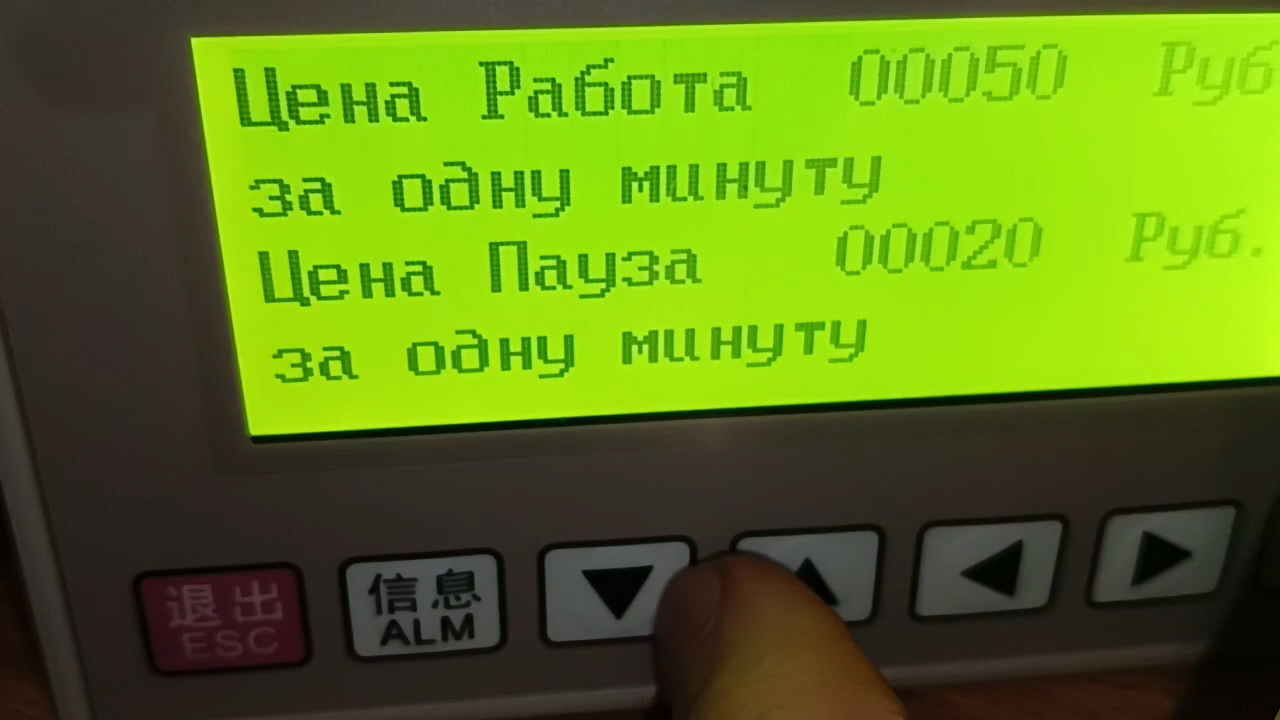 Цена Работа 00050 Руб
за одну минуту
Цена Пауза 00020 Руб.
за одну минуту
退出 信息
ESC ALM